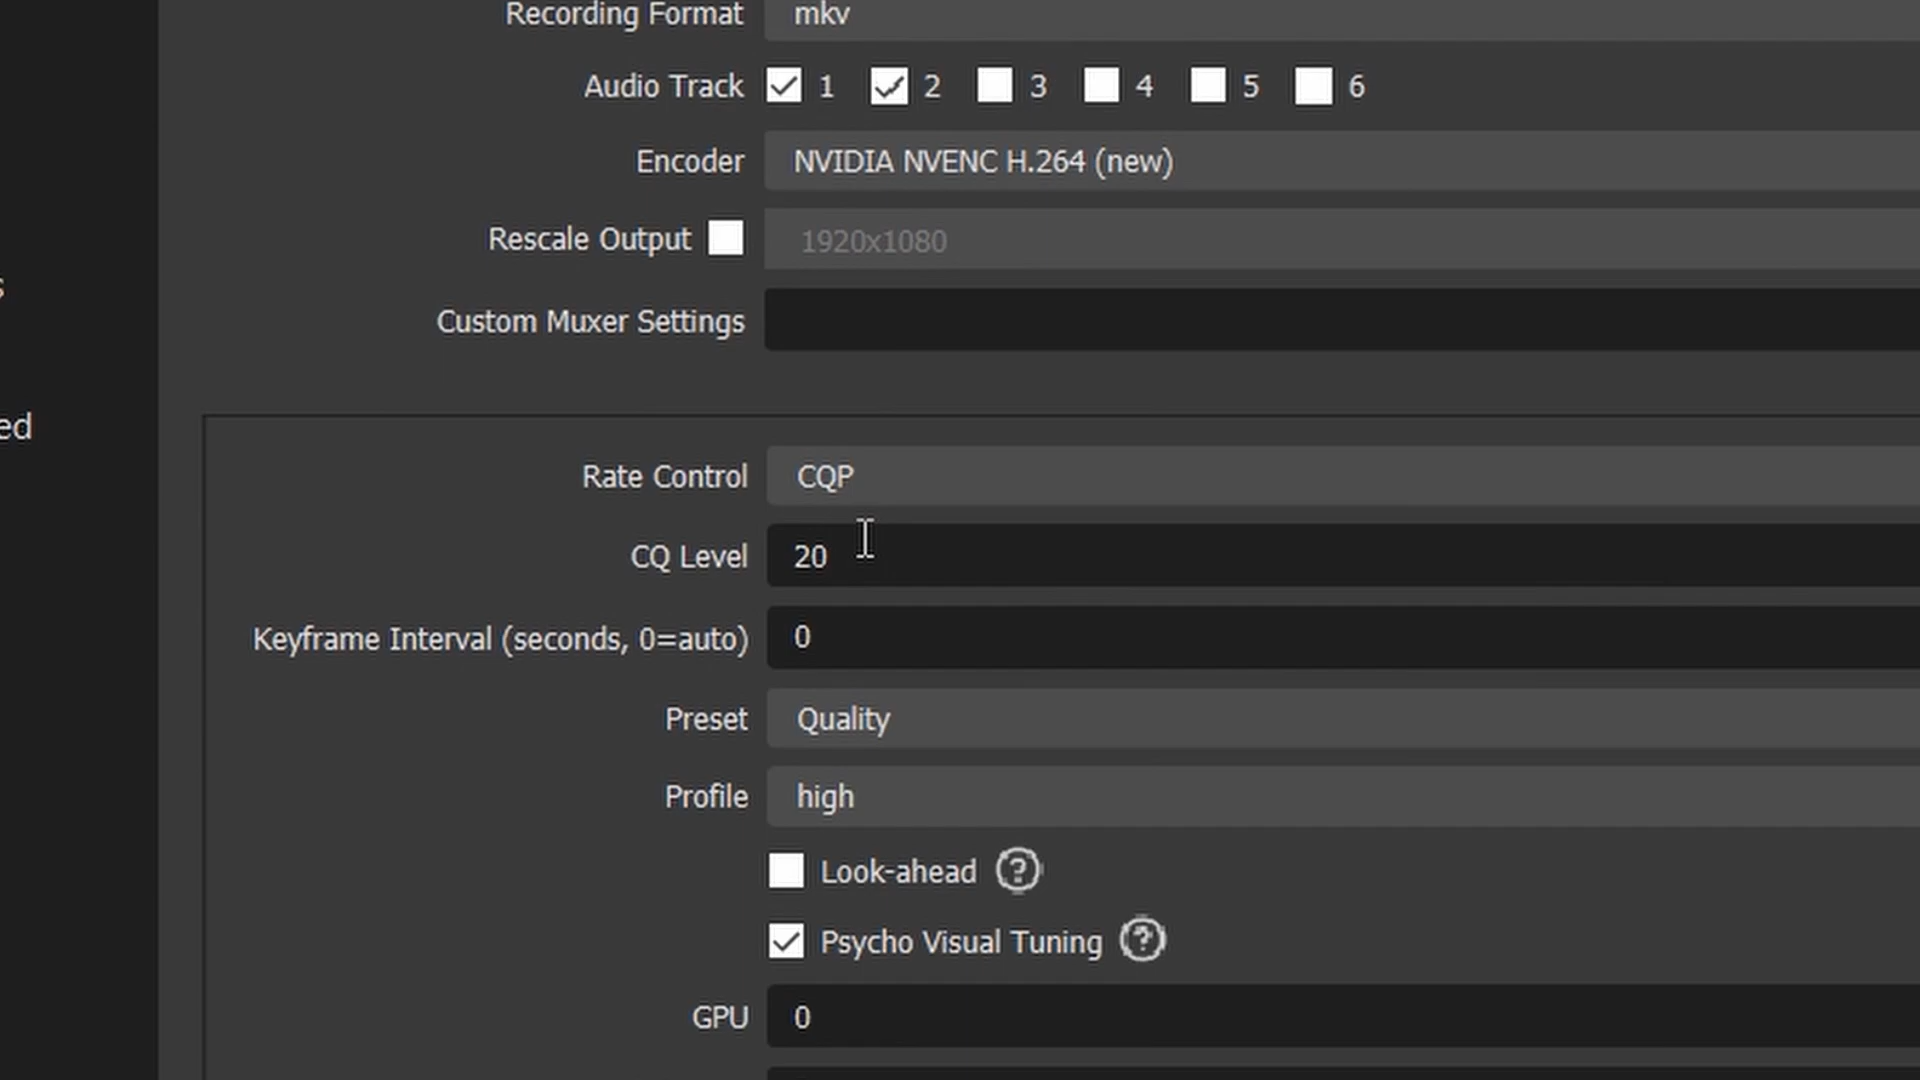 Recording Format mkv
Audio Track 1 2 3 4 5 6
Encoder NVIDIA NVENC H.264 (new)
s
Rescale Output 1920x1080
Custom Muxer Settings
ed
Rate Control CQP
CQ Level 20
Keyframe Interval (seconds, 0=auto) 0
Preset Quality
Profile high
Look-ahead ?
Psycho Visual Tuning ?
GPU 0